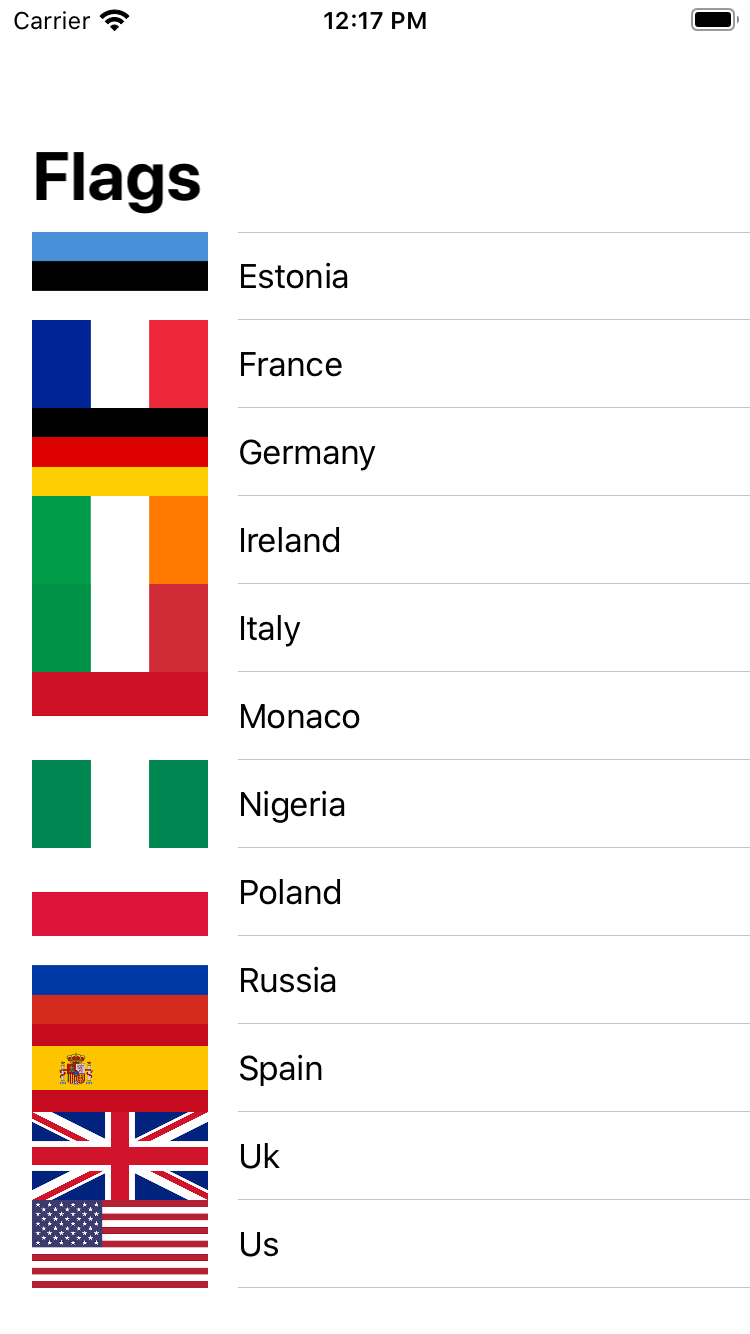 Carrier 12:17 PM
Flags
Estonia
France
Germany
Ireland
Italy
Monaco
Nigeria
Poland
Russia
Spain
Uk
Us